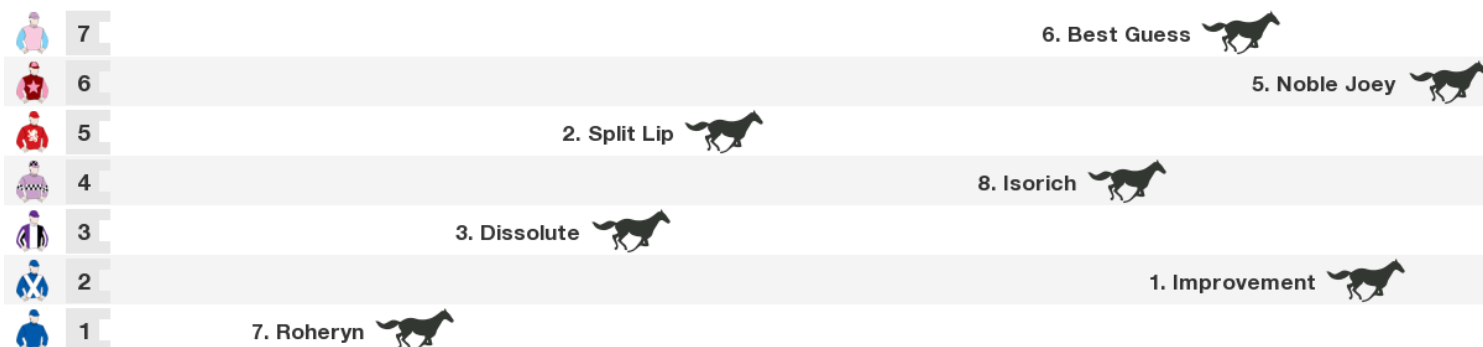 7 6. Best Guess
6 5. Noble Joey
5 2. Split Lip
4 8. Isorich
3 3. Dissolute
2 1. Improvement
1 7. Roheryn